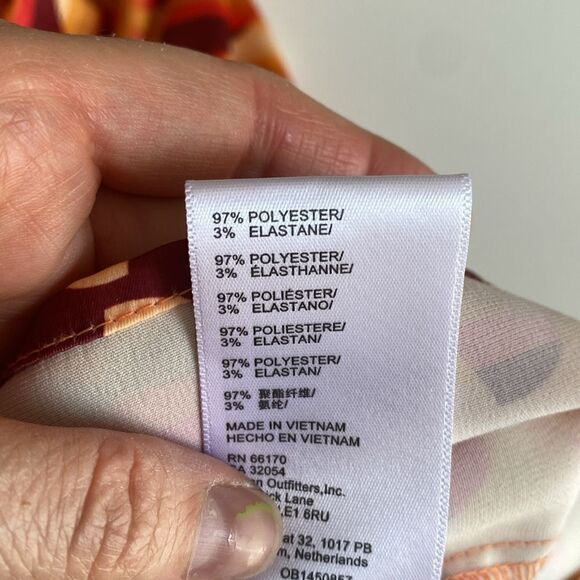 97% POLYESTER/
3% ELASTANE/
97% POLYESTER/
3% ÉLASTHANNE/
97% POLIÉSTER/
3% ELASTANO/
97% POLIESTERE/
3% ELASTAN/
97% POLYESTER/
3% ELASTAN/
97% 聚酯纤维/
3% 氨纶/
MADE IN VIETNAM
HECHO EN VIETNAM
RN 66170
CA 32054
Outfitters,Inc.
Lane
,E1 6RU
at 32, 1017 PB
Netherlands
OB1450857